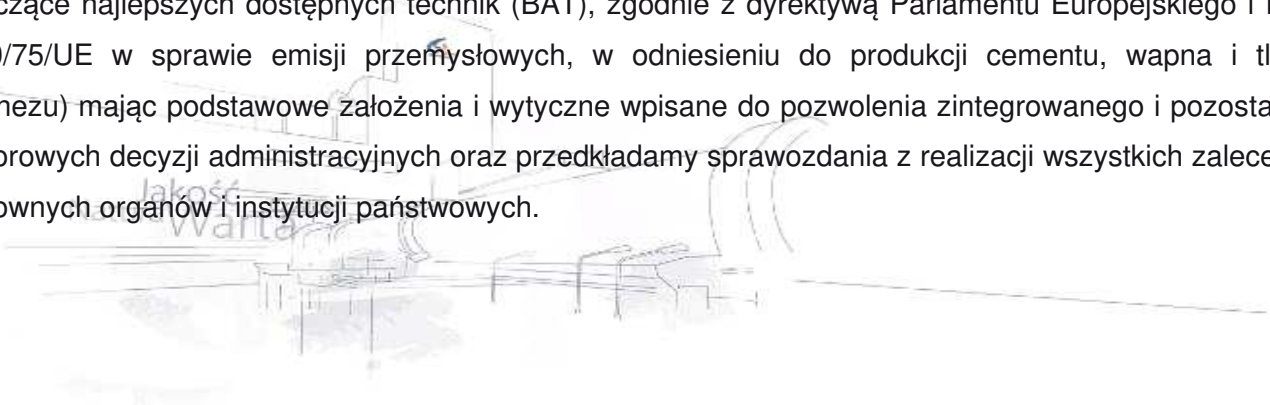 czące najlepszych dostępnych technik (BAT), zgodnie z dyrektywą Parlamentu Europejskiego i
/75/UE w sprawie emisji przemysłowych, w odniesieniu do produkcji cementu, wapna i tl
nezu) mając podstawowe założenia i wytyczne wpisane do pozwolenia zintegrowanego i pozosta
orowych decyzji administracyjnych oraz przedkładamy sprawozdania z realizacji wszystkich zalece
ownych organów i instytucji państwowych.
Jakość
Warta